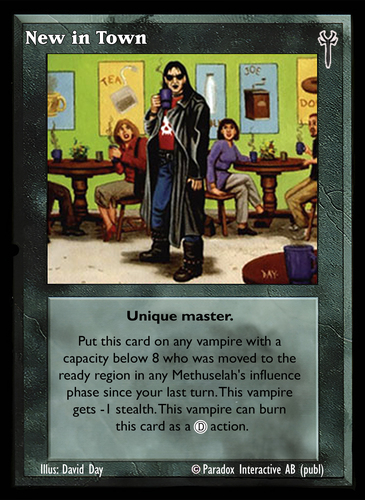 New in Town
TEA
JOE
DO
DAY.
Unique master.
Put this card on any vampire with a
capacity below 8 who was moved to the
ready region in any Methuselah's influence
phase since your last turn. This vampire
gets -1 stealth. This vampire can burn
this card as a Ⓓ action.
Illus: David Day
© Paradox Interactive AB (publ)